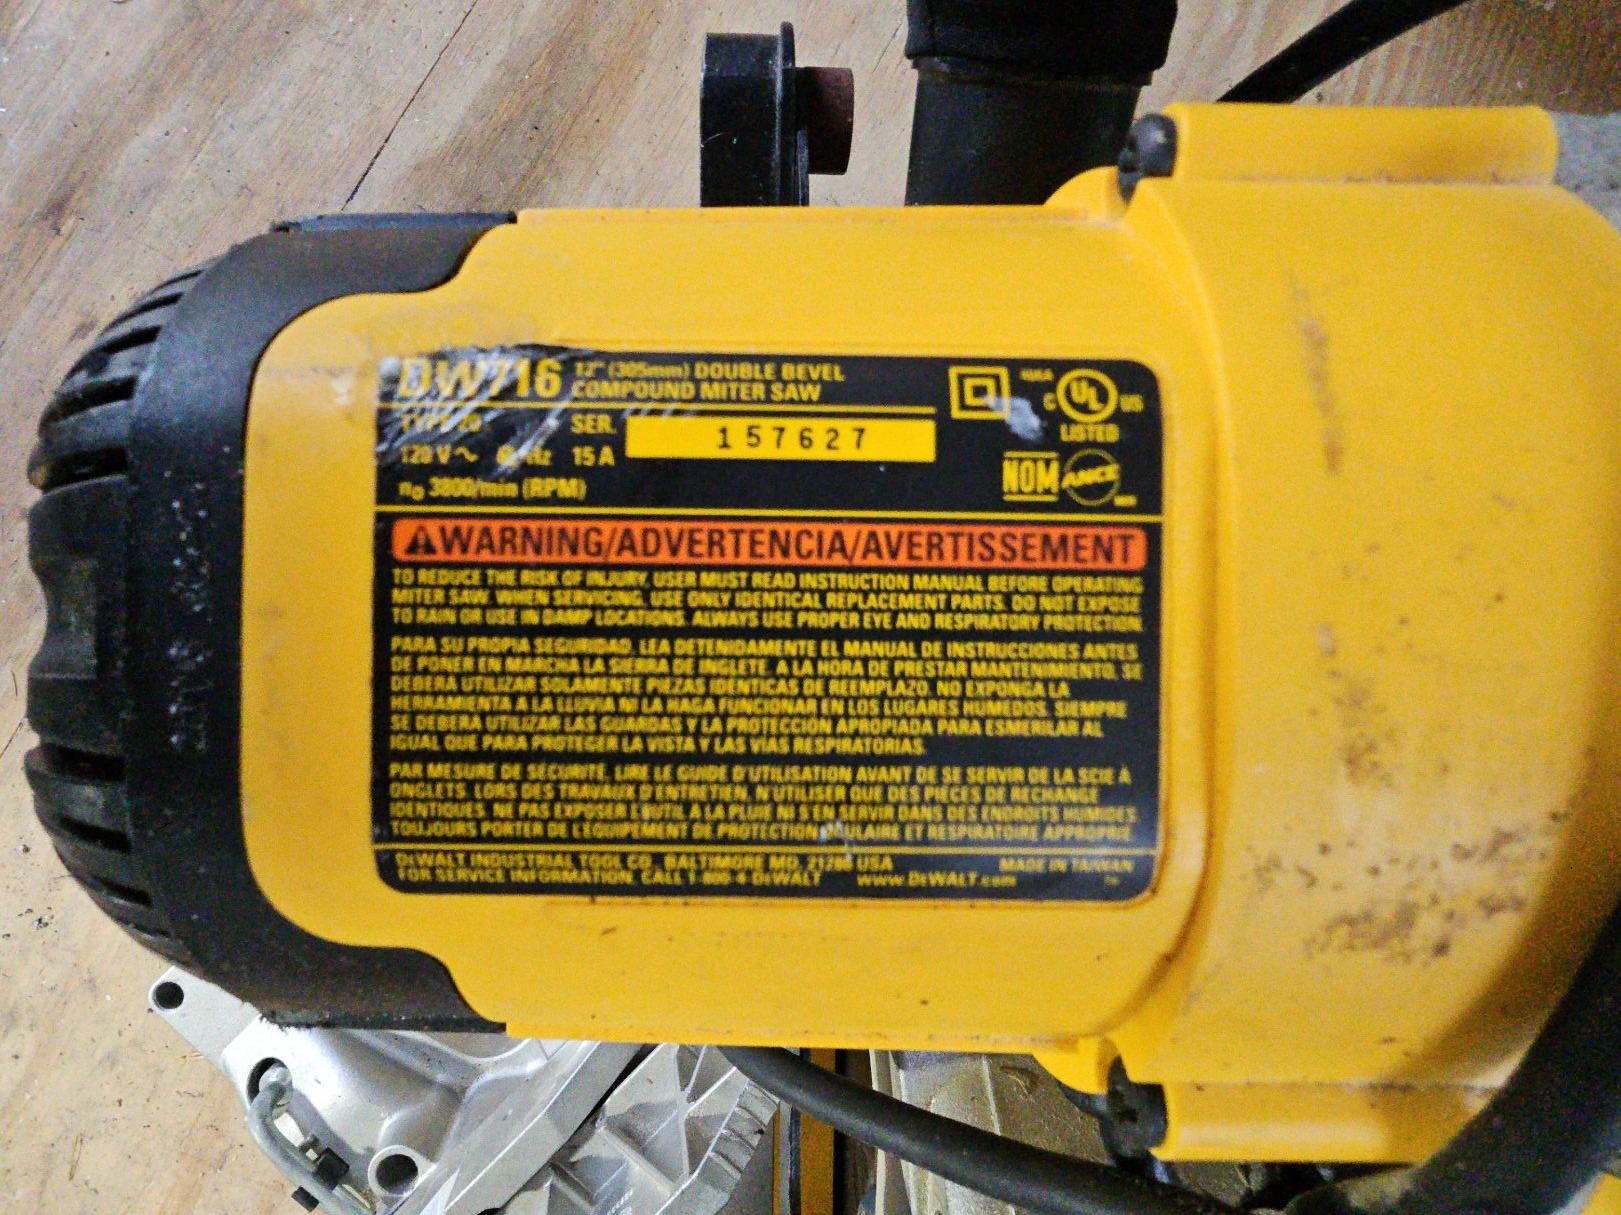 DW716 12" (305mm) DOUBLE BEVEL
COMPOUND MITER SAW
SER. 157627
120 V~ Hz 15 A
no 3800/min (RPM)
C UL US
LISTED
NOM ANCE
WARNING/ADVERTENCIA/AVERTISSEMENT
TO REDUCE THE RISK OF INJURY, USER MUST READ INSTRUCTION MANUAL BEFORE OPERATING
MITER SAW. WHEN SERVICING, USE ONLY IDENTICAL REPLACEMENT PARTS. DO NOT EXPOSE
TO RAIN OR USE IN DAMP LOCATIONS. ALWAYS USE PROPER EYE AND RESPIRATORY PROTECTION.
PARA SU PROPIA SEGURIDAD, LEA DETENIDAMENTE EL MANUAL DE INSTRUCCIONES ANTES
DE PONER EN MARCHA LA SIERRA DE INGLETE. A LA HORA DE PRESTAR MANTENIMIENTO, SE
DEBERA UTILIZAR SOLAMENTE PIEZAS IDENTICAS DE REEMPLAZO. NO EXPONGA LA
HERRAMIENTA A LA LLUVIA NI LA HAGA FUNCIONAR EN LOS LUGARES HUMEDOS. SIEMPRE
SE DEBERA UTILIZAR LAS GUARDAS Y LA PROTECCIÓN APROPIADA PARA ESMERILAR AL
IGUAL QUE PARA PROTEGER LA VISTA Y LAS VIAS RESPIRATORIAS.
PAR MESURE DE SÉCURITÉ, LIRE LE GUIDE D'UTILISATION AVANT DE SE SERVIR DE LA SCIE À
ONGLETS. LORS DES TRAVAUX D'ENTRETIEN, N'UTILISER QUE DES PIÈCES DE RECHANGE
IDENTIQUES. NE PAS EXPOSER L'OUTIL A LA PLUIE NI S'EN SERVIR DANS DES ENDROITS HUMIDES
TOUJOURS PORTER DE L'EQUIPEMENT DE PROTECTION OCULAIRE ET RESPIRATOIRE APPROPRIE
DeWALT INDUSTRIAL TOOL CO., BALTIMORE MD, 21286 USA MADE IN TAIWAN
FOR SERVICE INFORMATION, CALL 1-800-4-DeWALT www.DeWALT.com